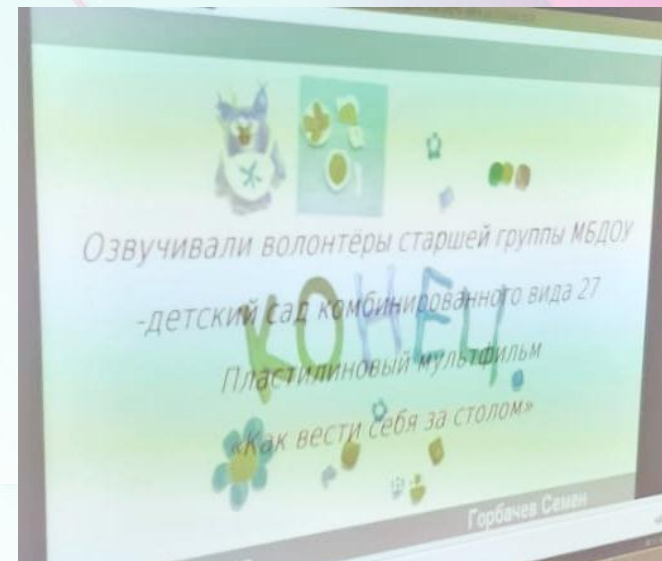 Озвучивали волонтёры старшей группы МБДОУ
-детский сад комбинированного вида 27
КОНЕЦ
Пластилиновый мультфильм
«Как вести себя за столом»
Горбачев Семен